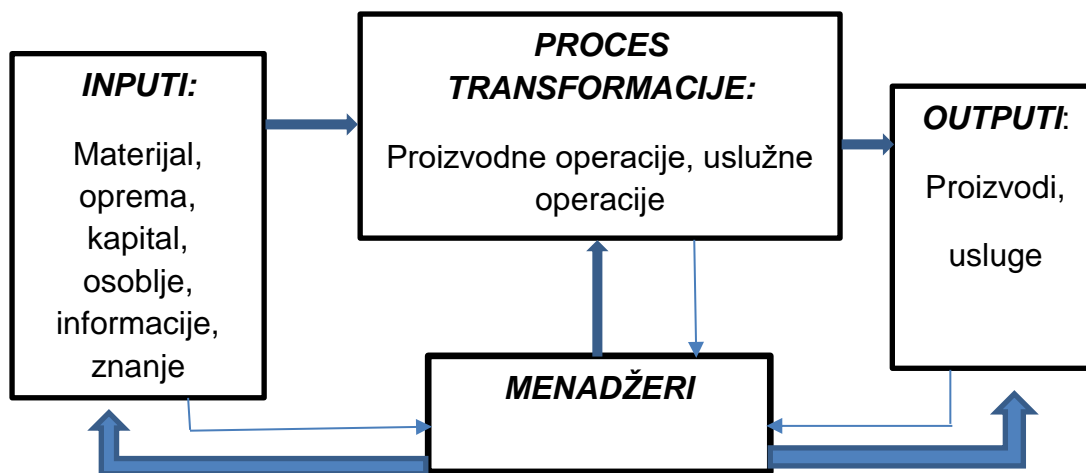 INPUTI:
Materijal,
oprema,
kapital,
osoblje,
informacije,
znanje
PROCES
TRANSFORMACIJE:
Proizvodne operacije, uslužne
operacije
OUTPUTI:
Proizvodi,
usluge
MENADŽERI